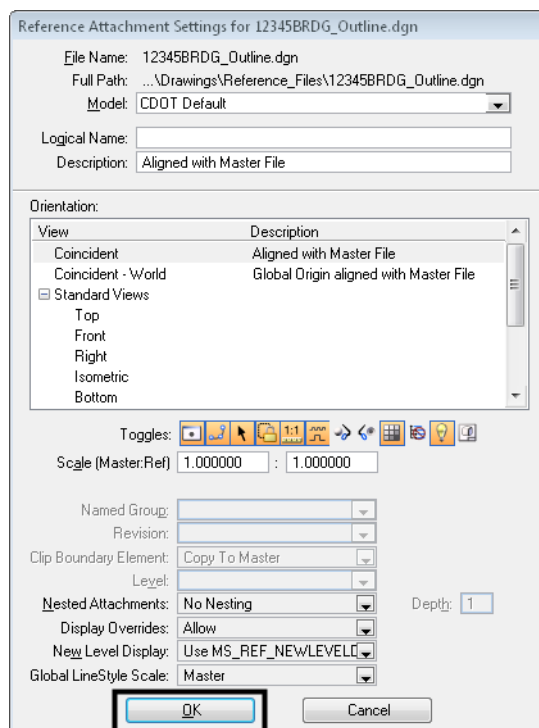 Reference Attachment Settings for 12345BRDG_Outline.dgn
File Name: 12345BRDG_Outline.dgn
Full Path: ...\Drawings\Reference_Files\12345BRDG_Outline.dgn
Model: CDOT Default
Logical Name:
Description: Aligned with Master File
Orientation:
View Description
Coincident Aligned with Master File
Coincident - World Global Origin aligned with Master File
Standard Views
Top
Front
Right
Isometric
Bottom
Toggles: 1:1
Scale (Master:Ref) 1.000000 : 1.000000
Named Group:
Revision:
Clip Boundary Element: Copy To Master
Level:
Nested Attachments: No Nesting Depth: 1
Display Overrides: Allow
New Level Display: Use MS_REF_NEWLEVELD
Global LineStyle Scale: Master
OK Cancel